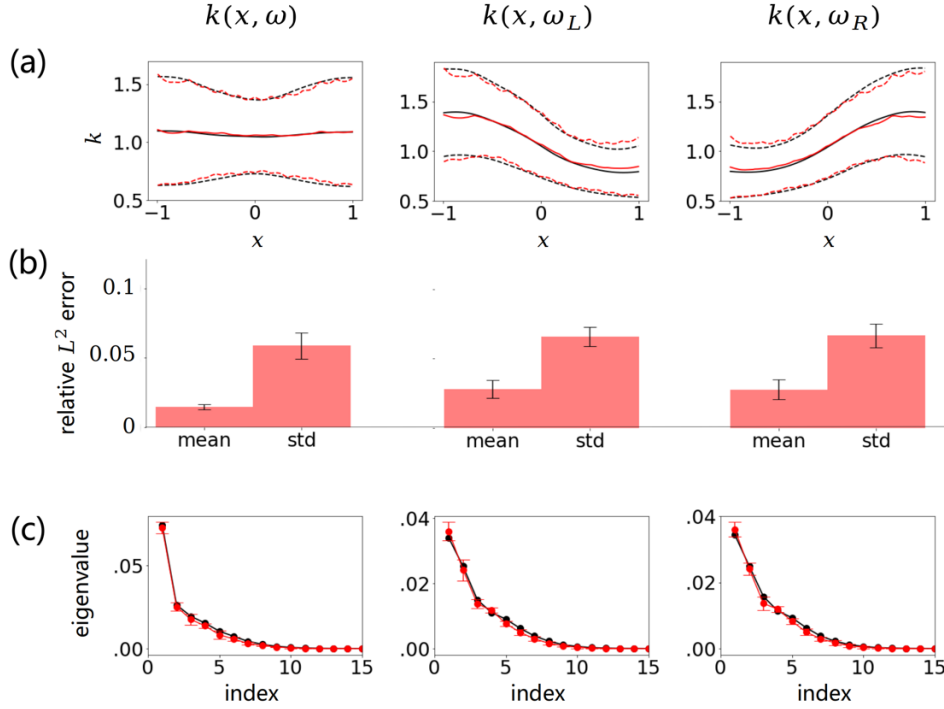 k(x, ω) k(x, ω_L) k(x, ω_R)
(a)
1.5 1.5 1.5
k 1.0 1.0 1.0
0.5 0.5 0.5
−1 0 1 −1 0 1 −1 0 1
x x x
(b)
relative L² error
0.1
0.05
0
mean std mean std mean std
(c)
eigenvalue
.05 .04 .04
.02 .02
.00 .00 .00
0 5 10 15 0 5 10 15 0 5 10 15
index index index